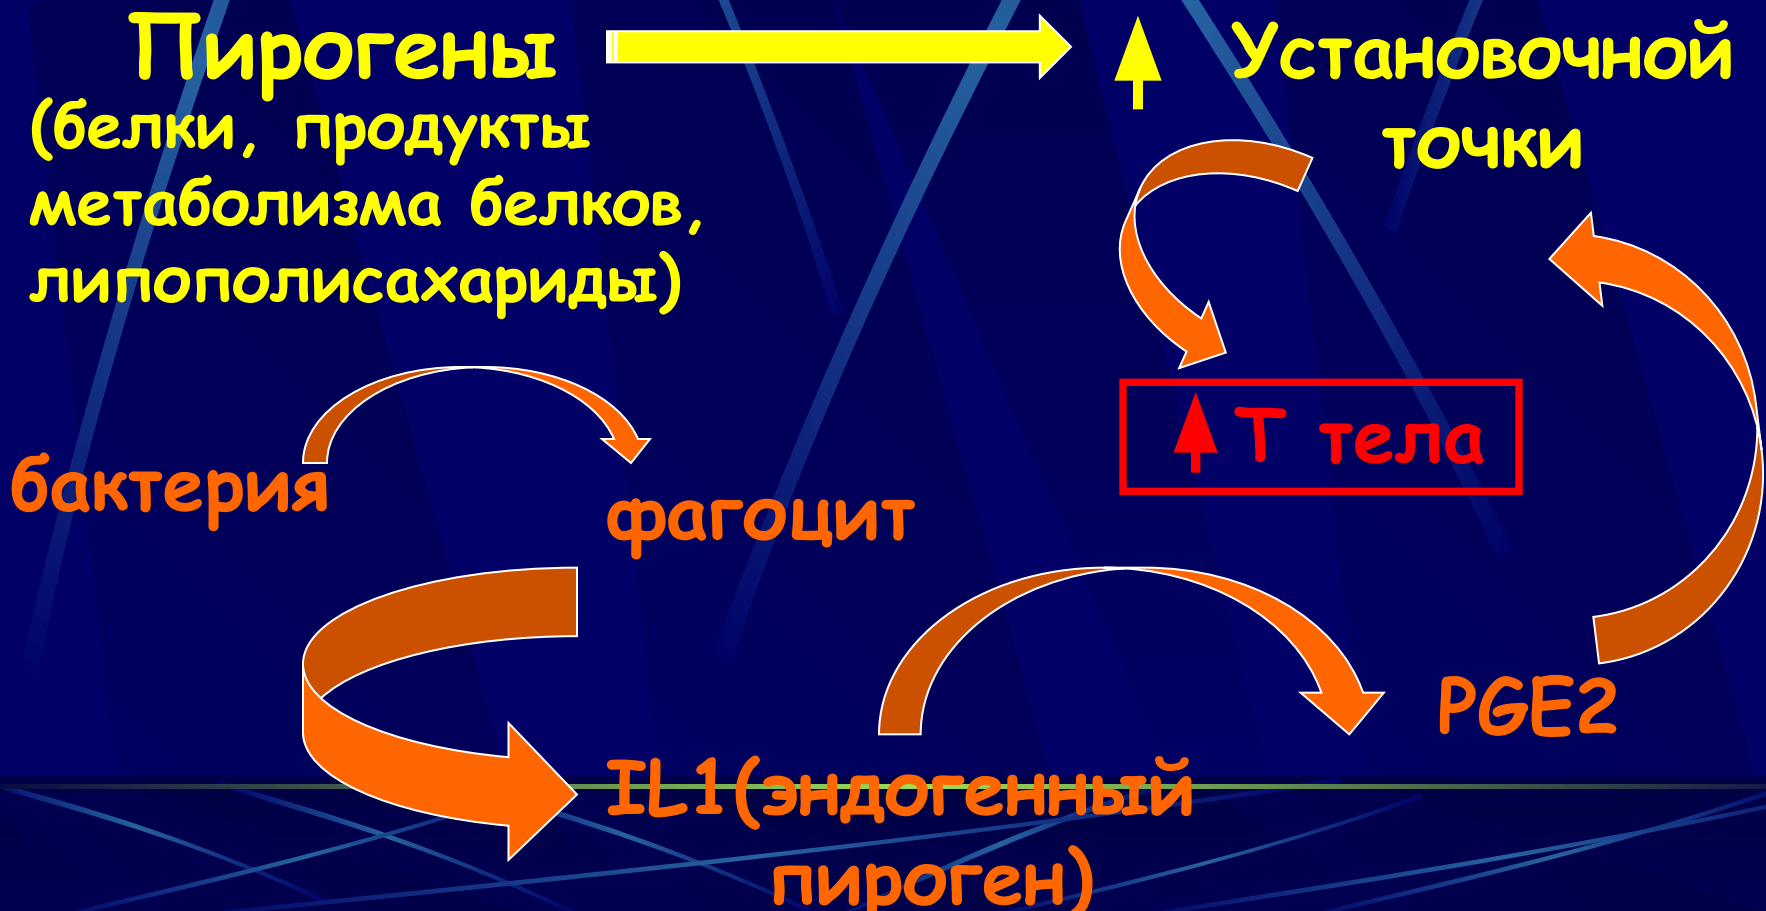 Пирогены
(белки, продукты
метаболизма белков,
липополисахариды)
Установочной
точки
Т тела
бактерия
фагоцит
PGE2
IL1(эндогенный
пироген)